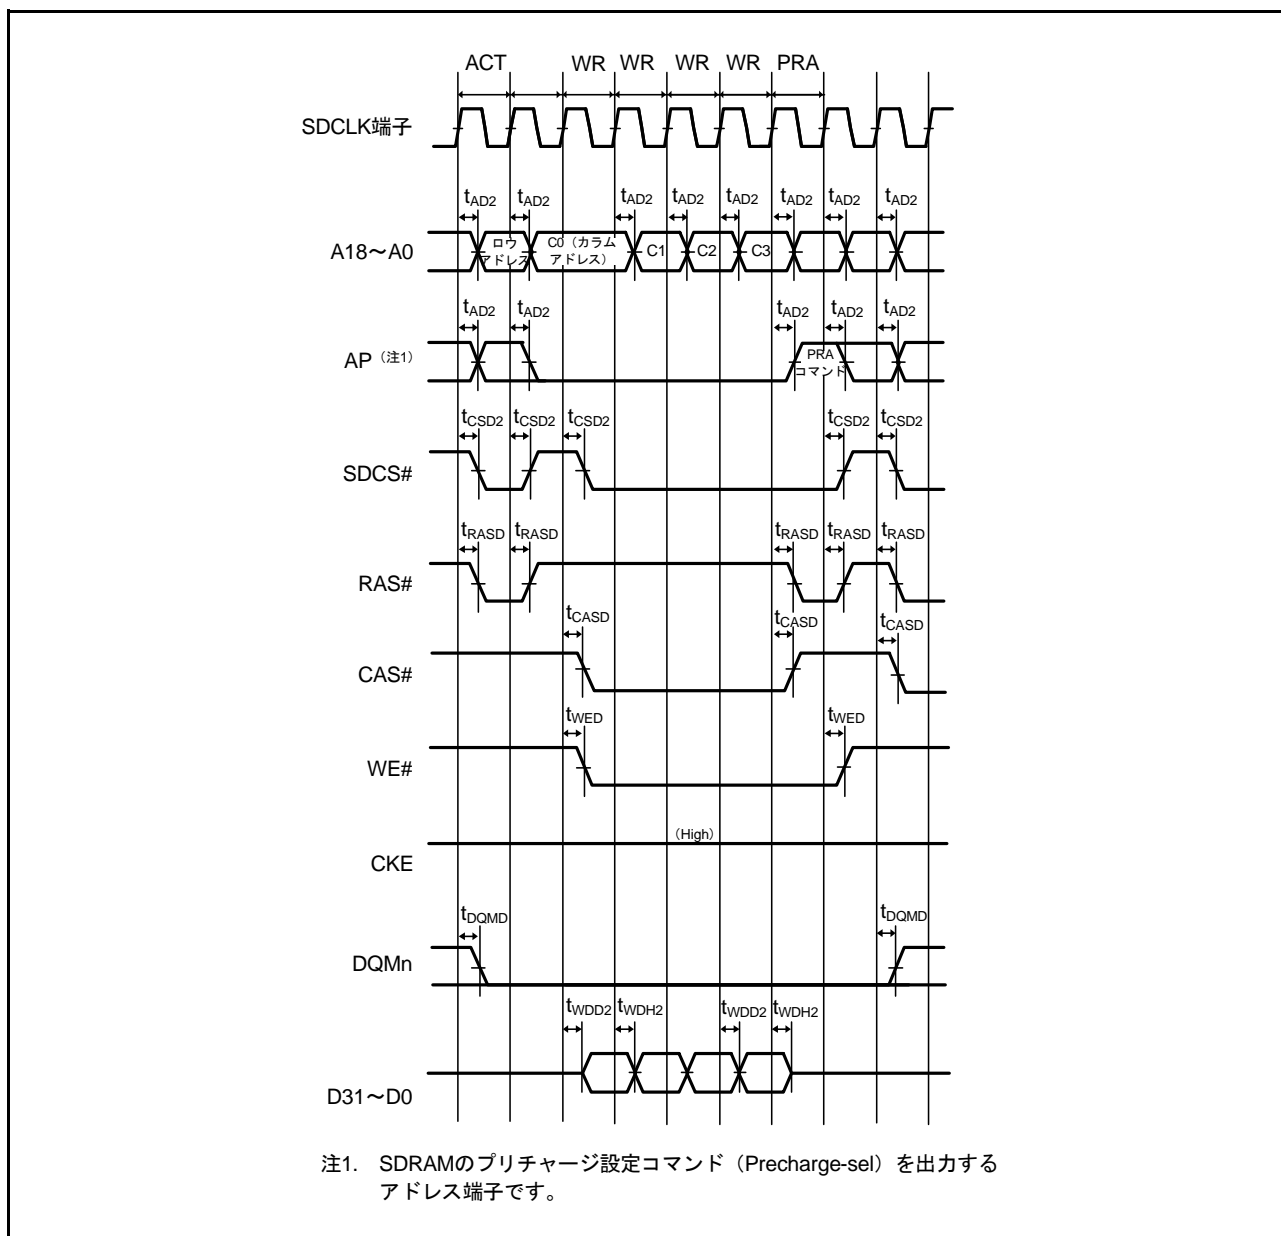 ACT WR WR WR WR PRA
SDCLK端子
tAD2 tAD2 tAD2 tAD2 tAD2 tAD2 tAD2 tAD2
A18～A0
ロウ
アドレス
C0（カラム
アドレス）
C1 C2 C3
tAD2 tAD2 tAD2 tAD2 tAD2
AP（注1）
PRA
コマンド
tCSD2 tCSD2 tCSD2 tCSD2 tCSD2
SDCS#
tRASD tRASD tRASD tRASD tRASD
RAS#
tCASD tCASD tCASD
CAS#
tWED tWED
WE#
（High）
CKE
tDQMD tDQMD
DQMn
tWDD2 tWDH2 tWDD2 tWDH2
D31～D0
注1. SDRAMのプリチャージ設定コマンド（Precharge-sel）を出力する
アドレス端子です。